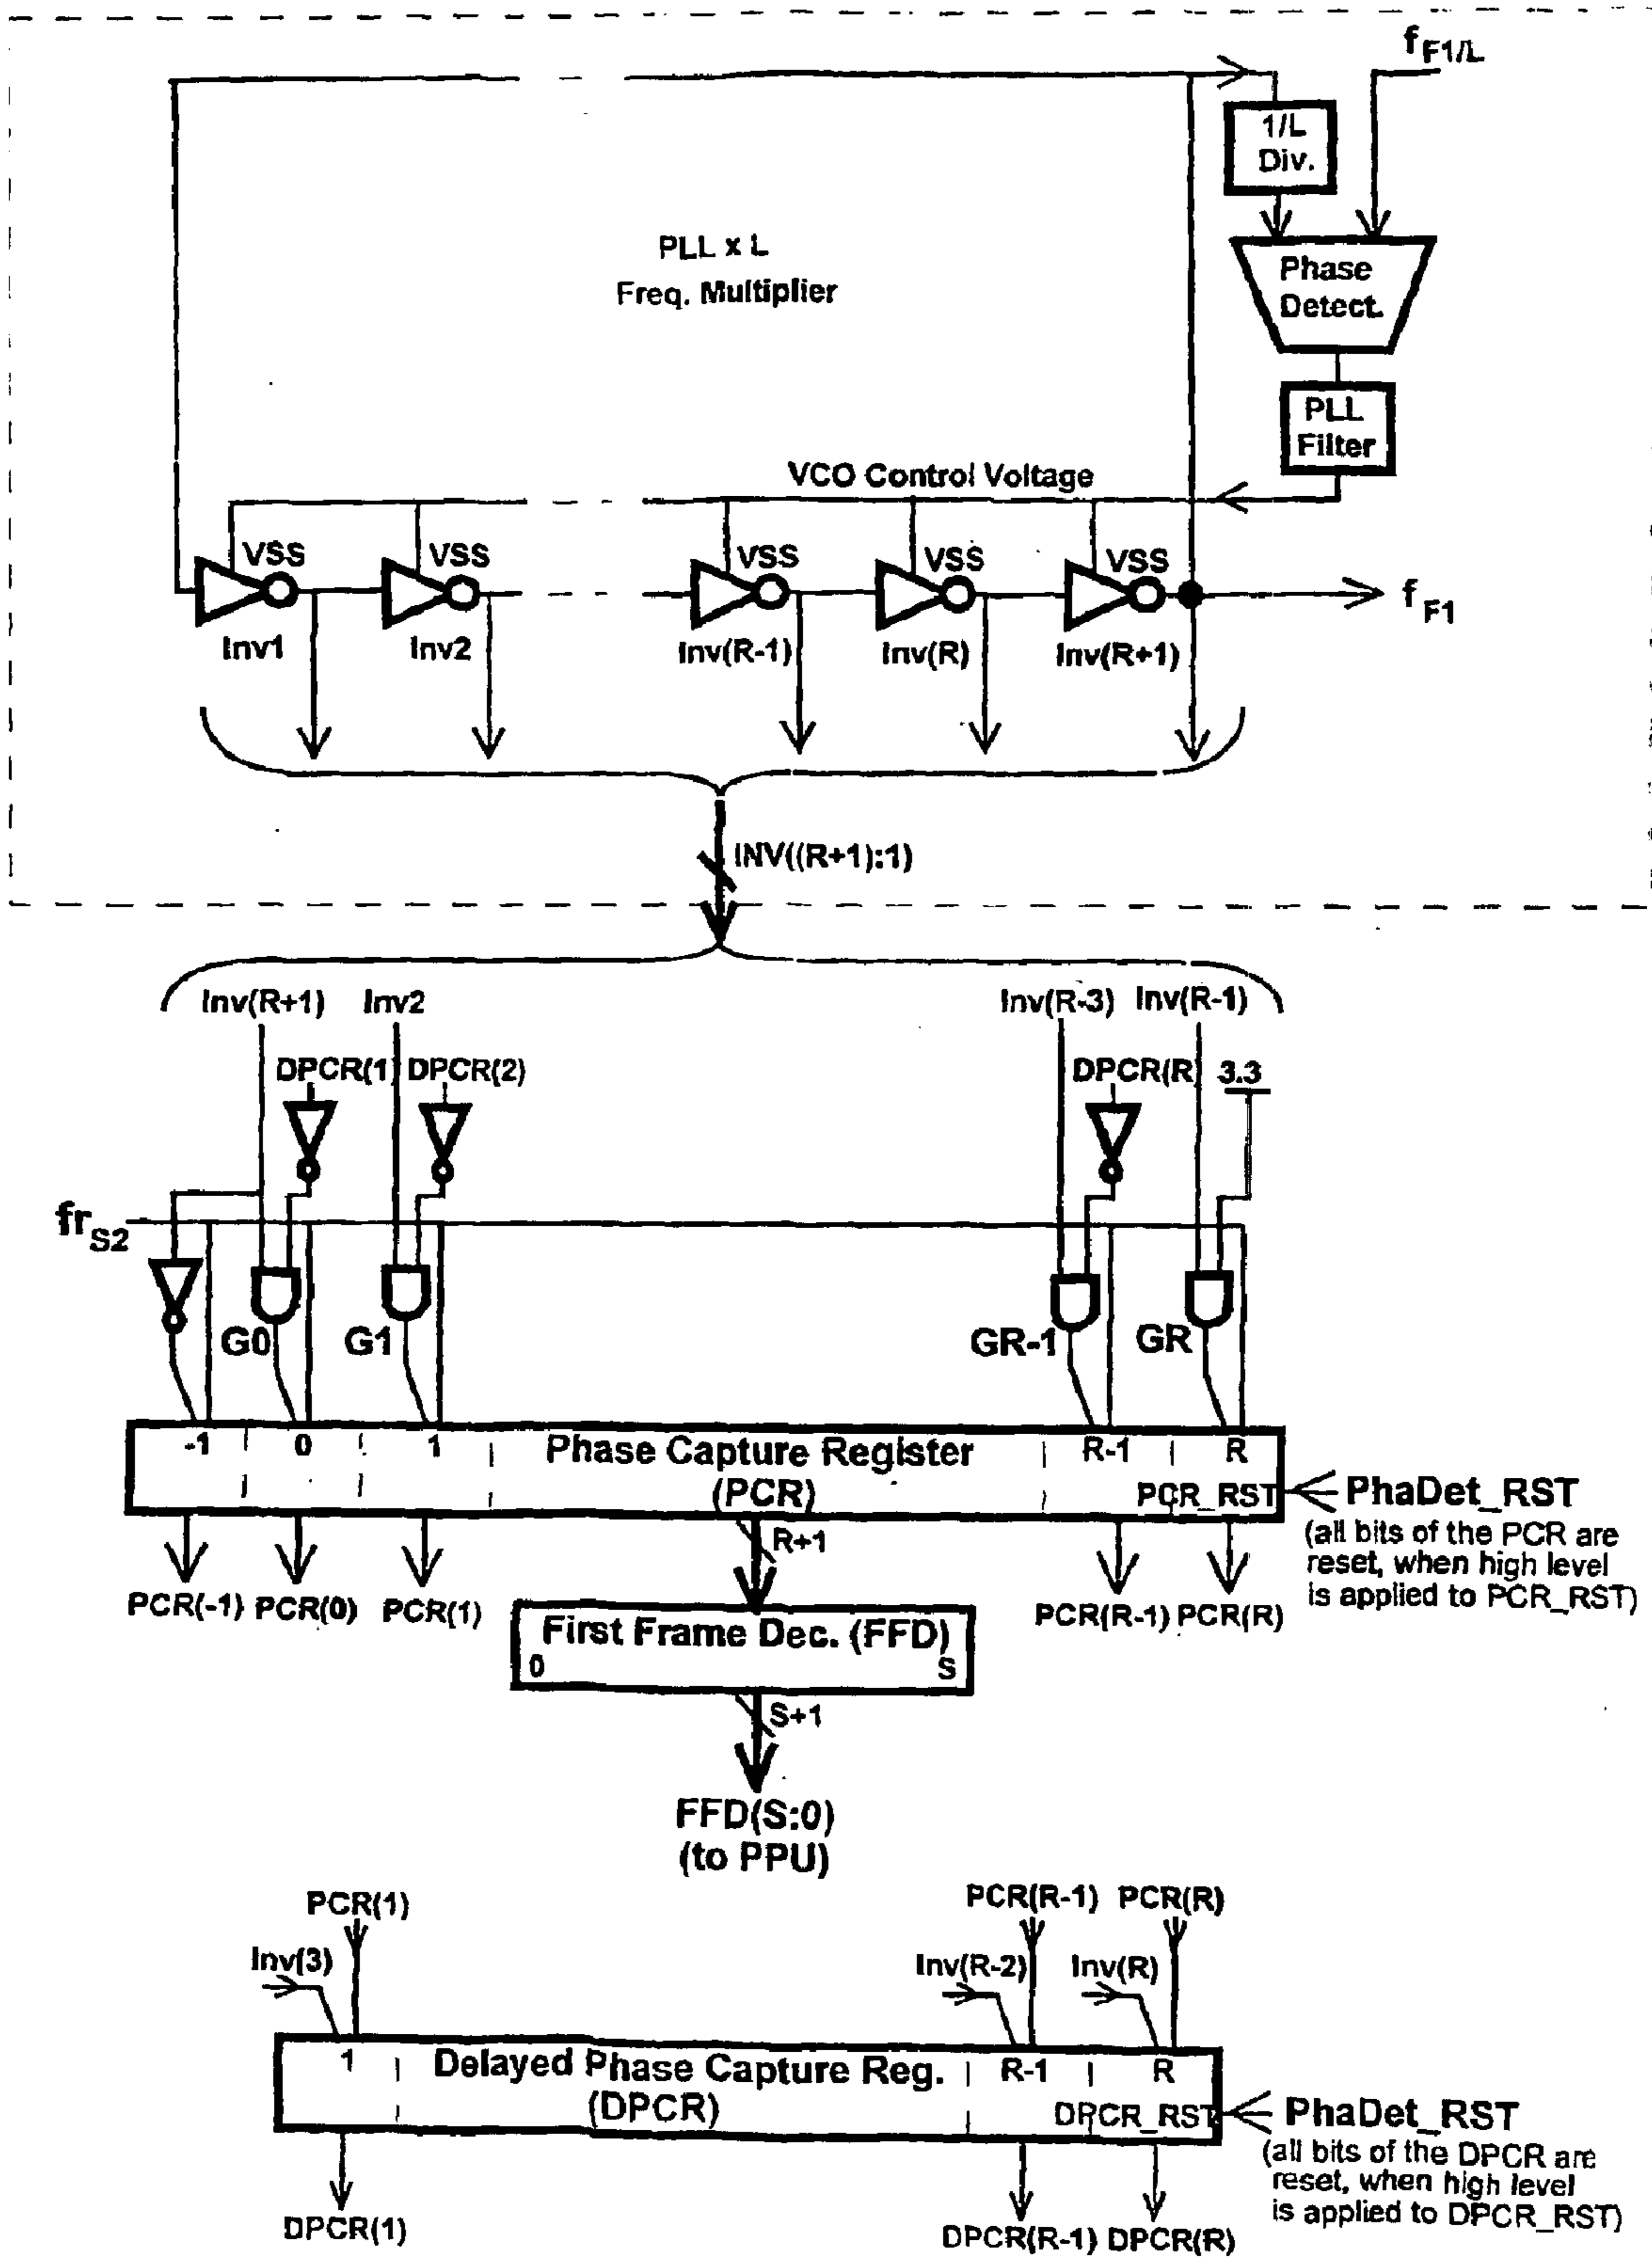 f F1/L
1/L
Div.
PLL x L
Freq. Multiplier
Phase
Detect.
PLL
Filter
VCO Control Voltage
VSS VSS VSS VSS VSS
f F1
Inv1 Inv2 Inv(R-1) Inv(R) Inv(R+1)
INV((R+1):1)
Inv(R+1) Inv2 Inv(R-3) Inv(R-1)
DPCR(1) DPCR(2) DPCR(R 3.3
frS2
G0 G1 GR-1 GR
-1 0 1 Phase Capture Register R-1 R
(PCR) PCR_RST PhaDet_RST
(all bits of the PCR are
reset, when high level
is applied to PCR_RST)
R+1
PCR(-1) PCR(0) PCR(1) PCR(R-1) PCR(R)
First Frame Dec. (FFD)
0 S
S+1
FFD(S:0)
(to PPU)
PCR(1) PCR(R-1) PCR(R)
Inv(3) Inv(R-2) Inv(R)
1 Delayed Phase Capture Reg. R-1 R
(DPCR) DPCR_RST PhaDet_RST
(all bits of the DPCR are
reset, when high level
is applied to DPCR_RST)
DPCR(1) DPCR(R-1) DPCR(R)